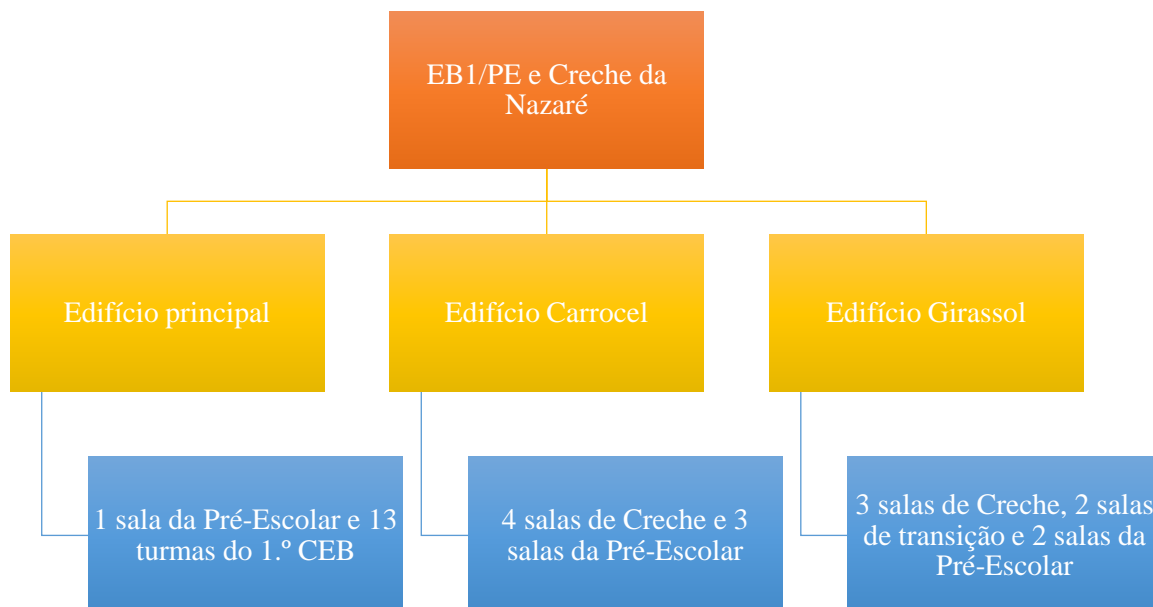 EB1/PE e Creche da
Nazaré
Edifício principal
Edifício Carrocel
Edifício Girassol
1 sala da Pré-Escolar e 13
turmas do 1.º CEB
4 salas de Creche e 3
salas da Pré-Escolar
3 salas de Creche, 2 salas
de transição e 2 salas da
Pré-Escolar